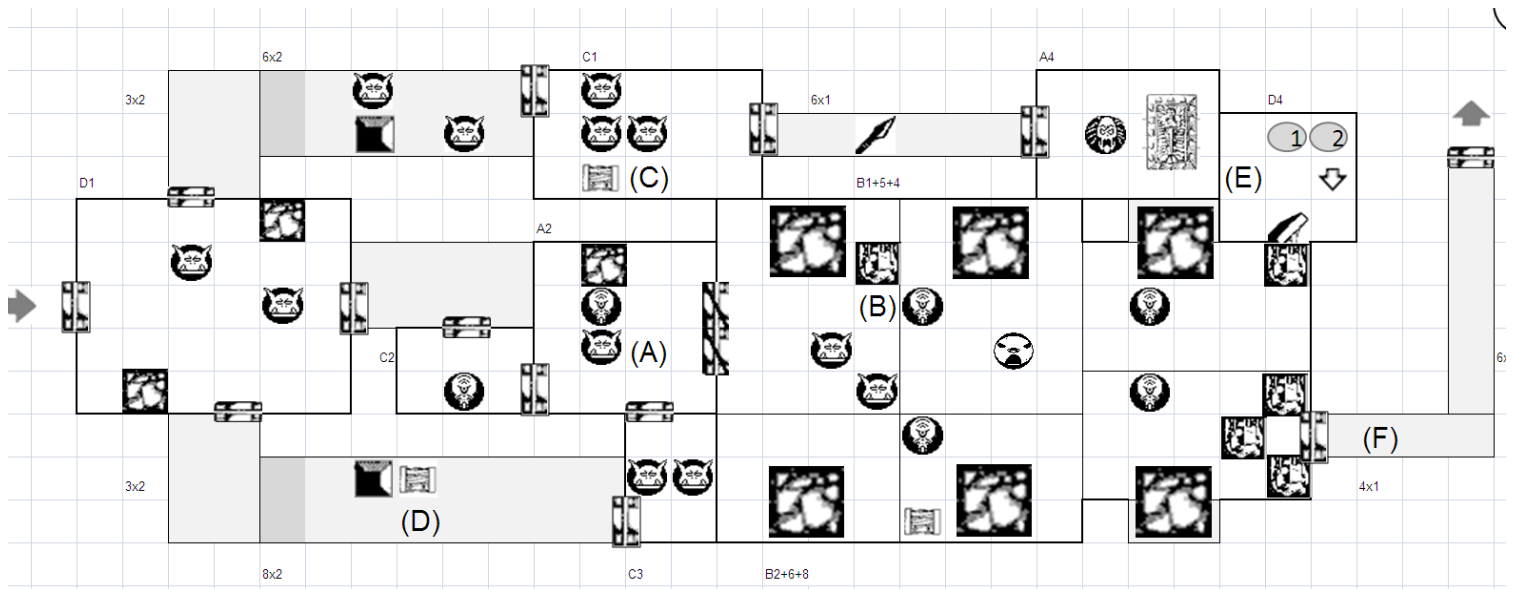 6x2
C1
A4
3x2
6x1
D4
1
2
D1
(C)
B1+5+4
(E)
A2
(B)
C2
(A)
6x
(F)
3x2
(D)
4x1
8x2
C3
B2+6+8